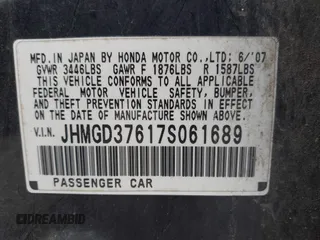 MFD. IN JAPAN BY HONDA MOTOR CO.,LTD; 6/'07
GVWR 3446LBS GAWR F 1876LBS R 1587LBS
THIS VEHICLE CONFORMS TO ALL APPLICABLE
FEDERAL MOTOR VEHICLE SAFETY, BUMPER,
AND THEFT PREVENTION STANDARDS IN EFFECT
ON THE DATE OF MANUFACTURE SHOWN ABOVE.
V.I.N. JHMGD37617S061689
PASSENGER CAR
DREAMBID